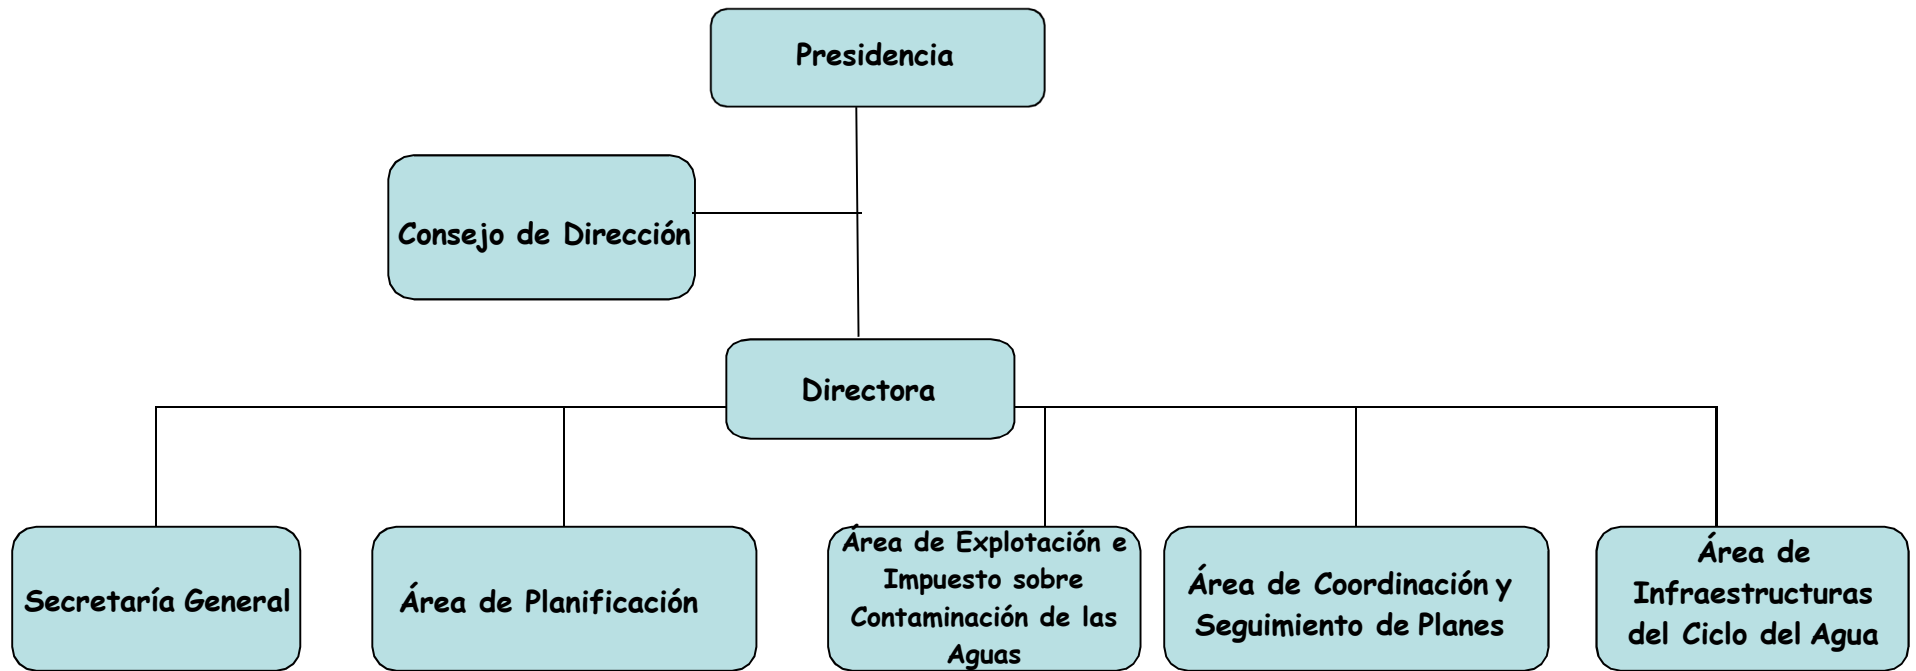 Presidencia
Consejo de Dirección
Directora
Secretaría General
Área de Planificación
Área de Explotación e
Impuesto sobre
Contaminación de las
Aguas
Área de Coordinación y
Seguimiento de Planes
Área de
Infraestructuras
del Ciclo del Agua